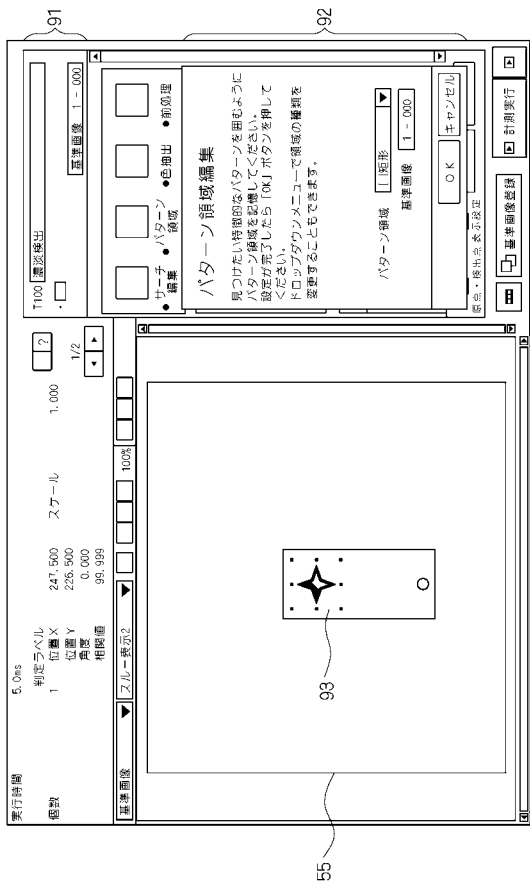 実行時間 5.0ms
判定ラベル
個数 1 位置X 247.500 スケール 1.000
位置Y 226.500
角度 0.000
相関値 99.999
?
1/2
基準画像 スルー表示2 100%
T100 濃淡検出
基準画像 1-000
サーチ編集 ●パターン領域 ●色抽出 ●前処理
パターン領域編集
見つけたい特徴的なパターンを囲むように
パターン領域を記憶してください。
設定が完了したら「OK」ボタンを押して
ください。
ドロップダウンメニューで領域の種類を
変更することもできます。
パターン領域 [ ]矩形
基準画像 1-000
OK キャンセル
原点・検出点表示設定
基準画像登録 計測実行
91
92
93
55